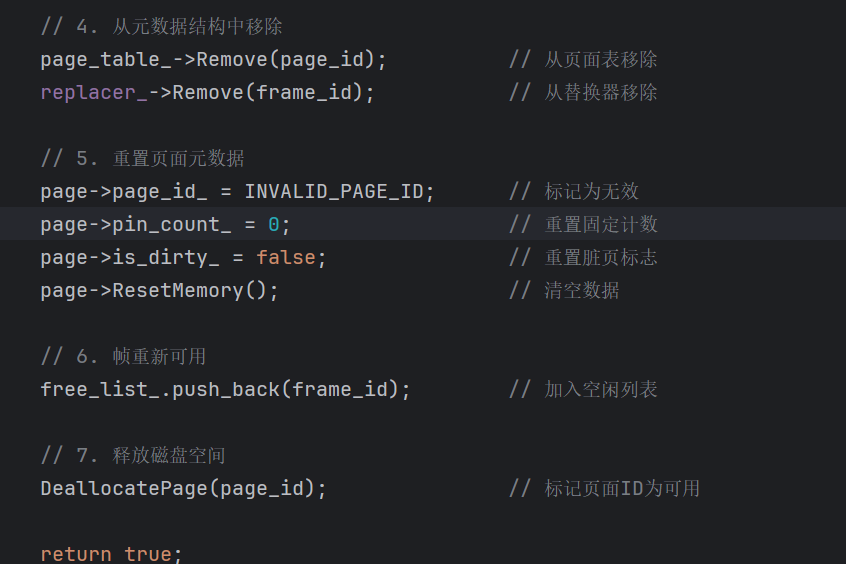 // 4. 从元数据结构中移除
page_table_->Remove(page_id);          // 从页面表移除
replacer_->Remove(frame_id);           // 从替换器移除
// 5. 重置页面元数据
page->page_id_ = INVALID_PAGE_ID;      // 标记为无效
page->pin_count_ = 0;                  // 重置固定计数
page->is_dirty_ = false;               // 重置脏页标志
page->ResetMemory();                   // 清空数据
// 6. 帧重新可用
free_list_.push_back(frame_id);        // 加入空闲列表
// 7. 释放磁盘空间
DeallocatePage(page_id);               // 标记页面ID为可用
return true;